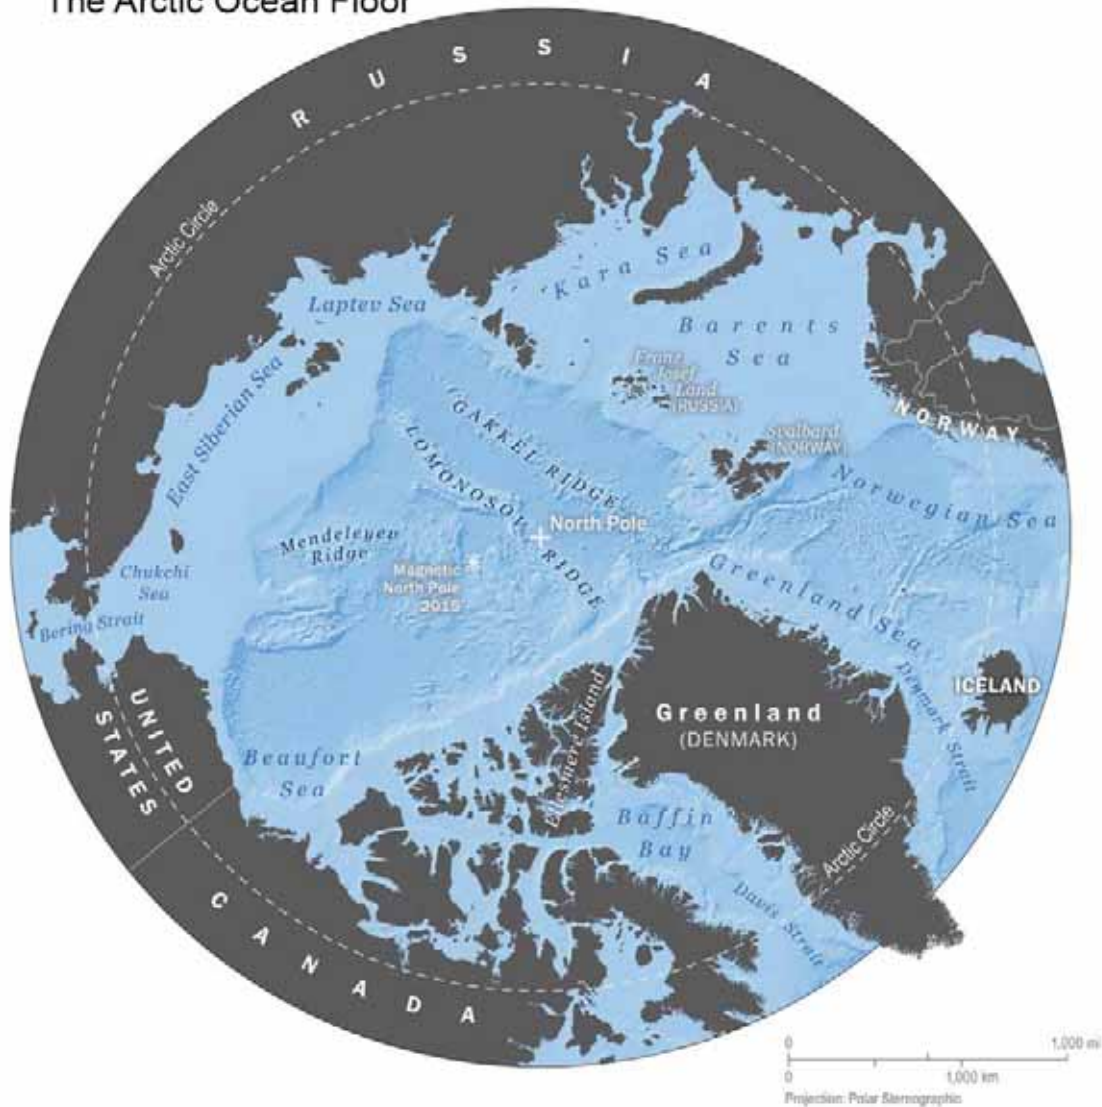 The Arctic Ocean Floor
RUSSIA
Arctic Circle
Kara Sea
Laptev Sea
Barents
Sea
Franz
Josef
Land
(RUSSIA)
East Siberian Sea
GAKKEL RIDGE
NORWAY
Svalbard
(NORWAY)
LOMONOSOV RIDGE
Norwegian Sea
North Pole
Mendeleyev
Ridge
Magnetic
North Pole
2015
Chukchi
Sea
Greenland Sea
Bering Strait
Denmark Strait
ICELAND
UNITED
STATES
Ellesmere Island
Greenland
(DENMARK)
Beaufort
Sea
Baffin
Bay
Arctic Circle
Davis Strait
CANADA
0 1,000 mi
0 1,000 km
Projection: Polar Stereographic